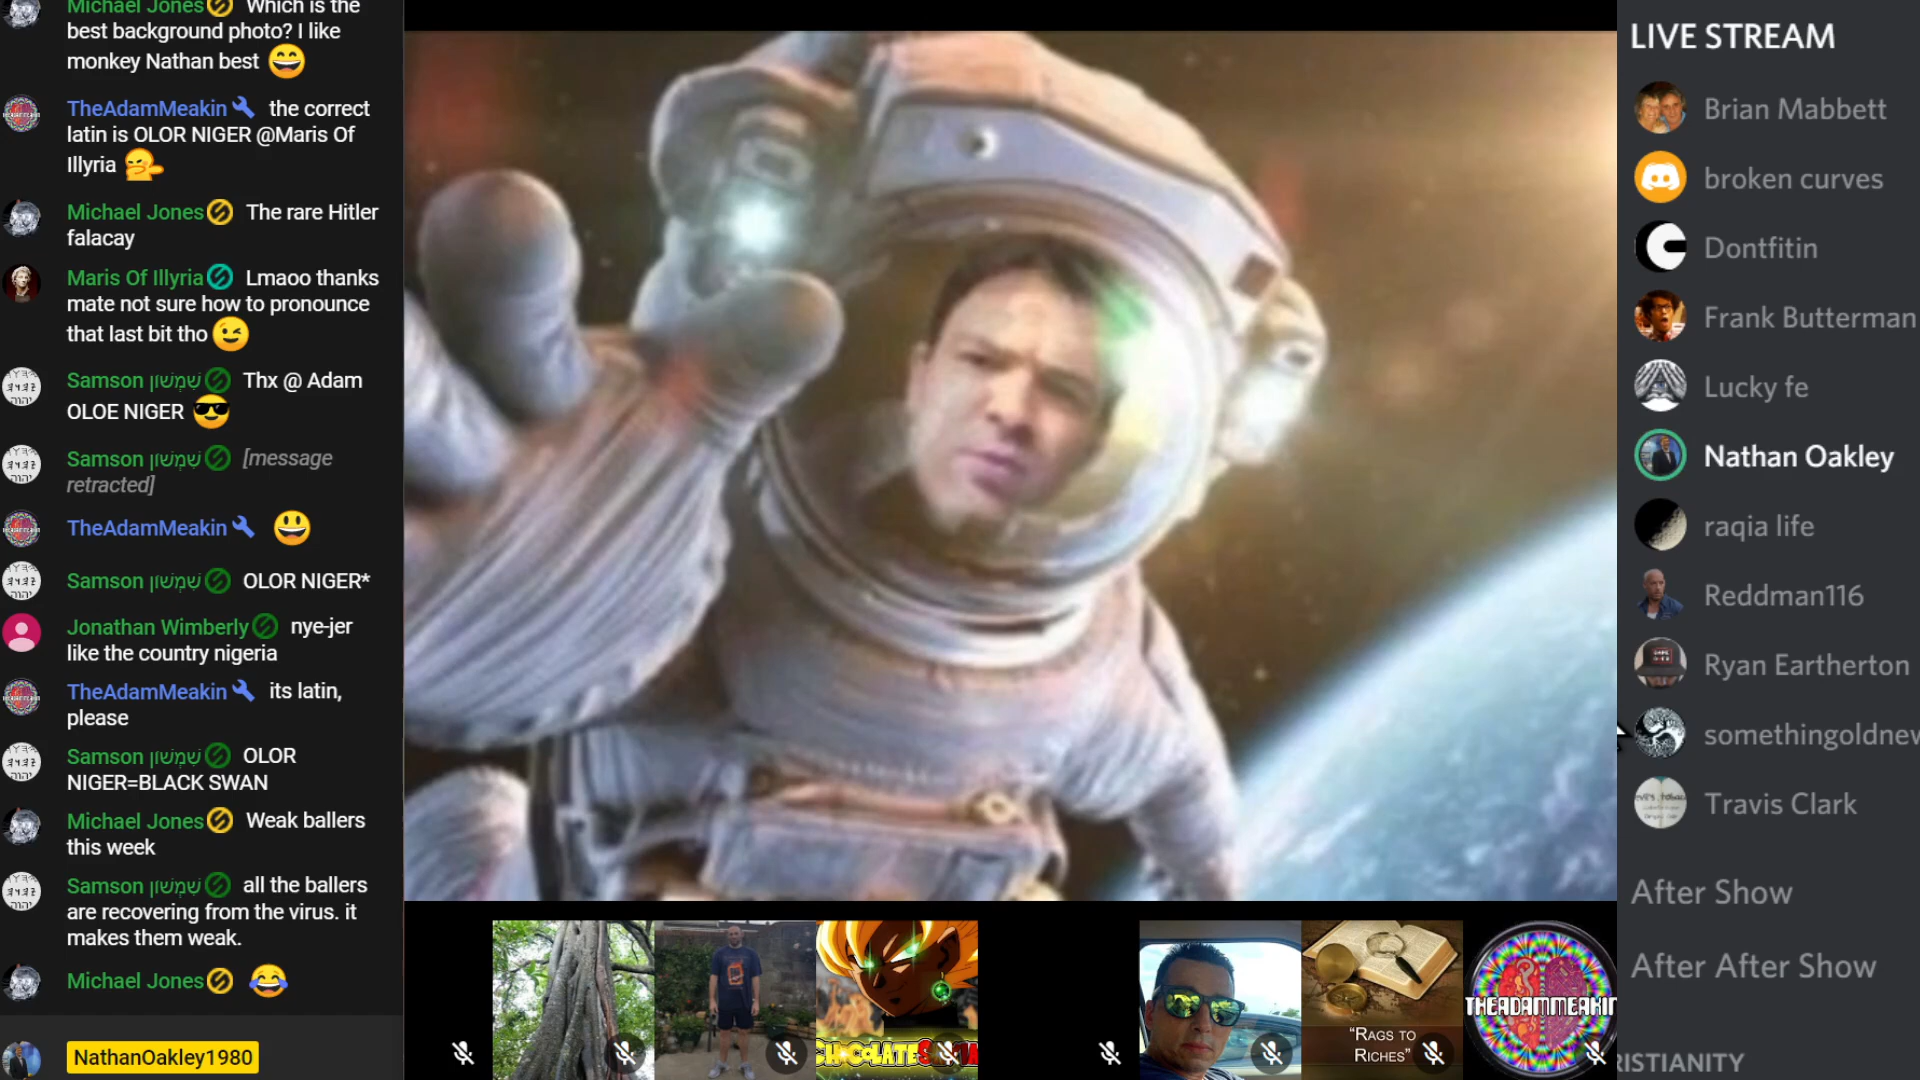 Michael Jones Which is the
best background photo? I like
monkey Nathan best 😄
TheAdamMeakin the correct
latin is OLOR NIGER @Maris Of
Illyria
Michael Jones The rare Hitler
falacay
Maris Of Illyria Lmaoo thanks
mate not sure how to pronounce
that last bit tho 😉
Samson שִׁמְשׁוֹן Thx @ Adam
OLOE NIGER 😎
Samson שִׁמְשׁוֹן [message
retracted]
TheAdamMeakin 😃
Samson שִׁמְשׁוֹן OLOR NIGER*
Jonathan Wimberly nye-jer
like the country nigeria
TheAdamMeakin its latin,
please
Samson שִׁמְשׁוֹן OLOR
NIGER=BLACK SWAN
Michael Jones Weak ballers
this week
Samson שִׁמְשׁוֹן all the ballers
are recovering from the virus. it
makes them weak.
Michael Jones 😂
NathanOakley1980
"RAGS TO
RICHES"
THEADAMMEAKIN
LIVE STREAM
Brian Mabbett
broken curves
Dontfitin
Frank Butterman
Lucky fe
Nathan Oakley
raqia life
Reddman116
Ryan Eartherton
somethingoldnew
Travis Clark
After Show
After After Show
RISTIANITY